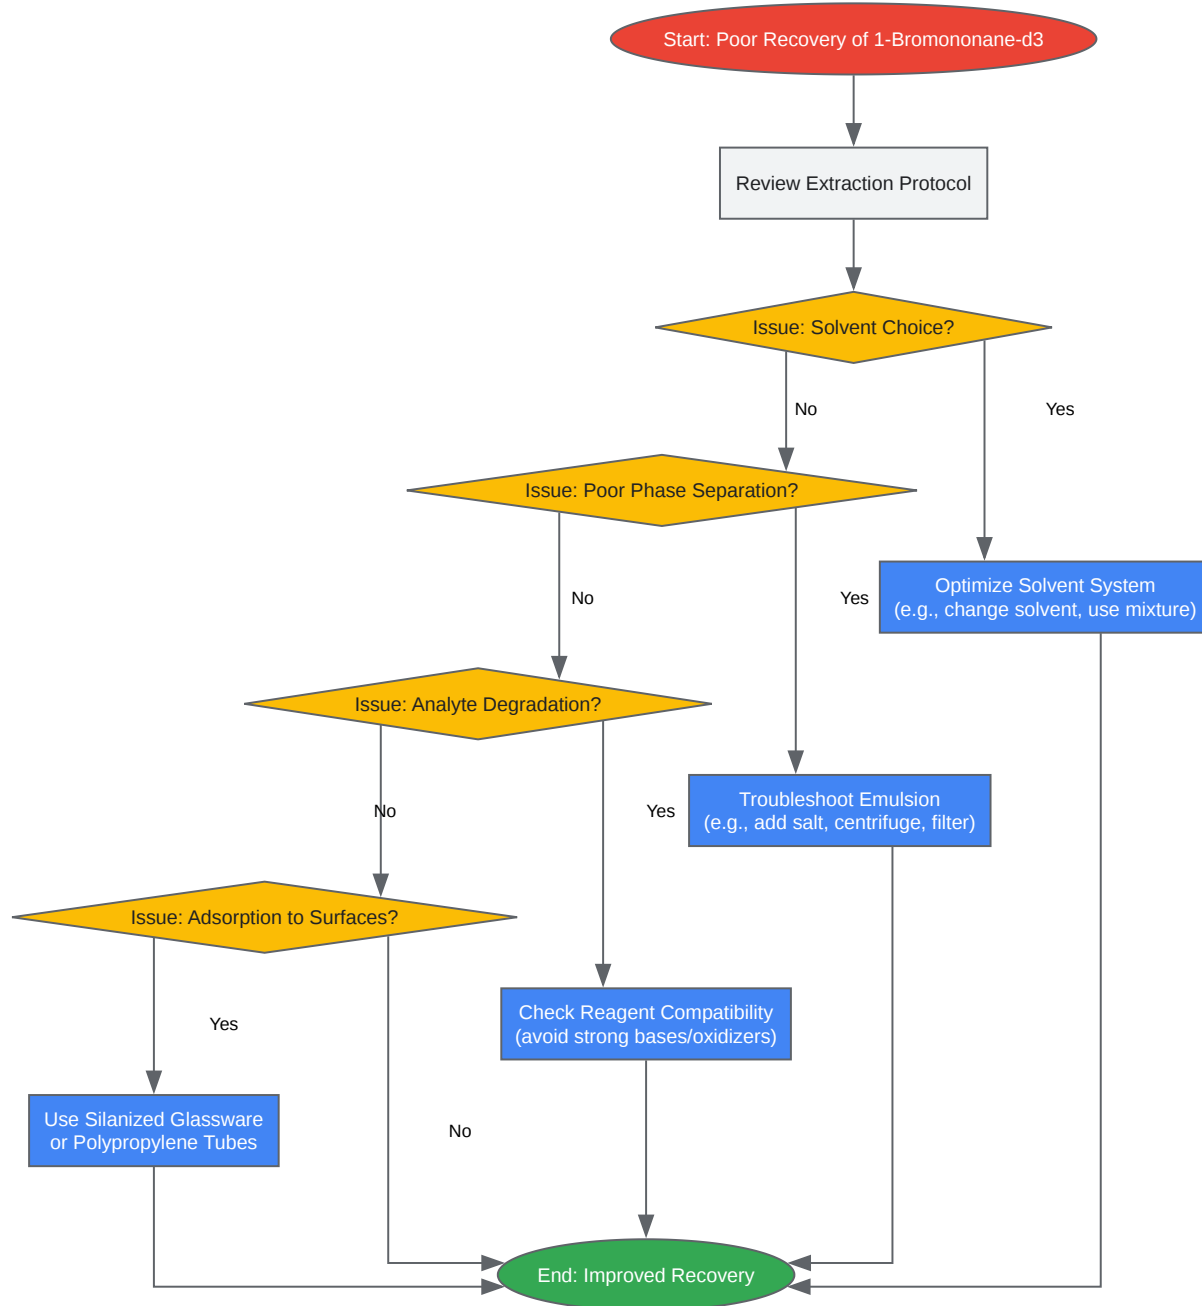 Start: Poor Recovery of 1-Bromononane-d3
Review Extraction Protocol
Issue: Solvent Choice?
No
Yes
Issue: Poor Phase Separation?
Optimize Solvent System
(e.g., change solvent, use mixture)
No
Yes
Issue: Analyte Degradation?
Troubleshoot Emulsion
(e.g., add salt, centrifuge, filter)
No
Yes
Issue: Adsorption to Surfaces?
Check Reagent Compatibility
(avoid strong bases/oxidizers)
Yes
Use Silanized Glassware
or Polypropylene Tubes
No
End: Improved Recovery